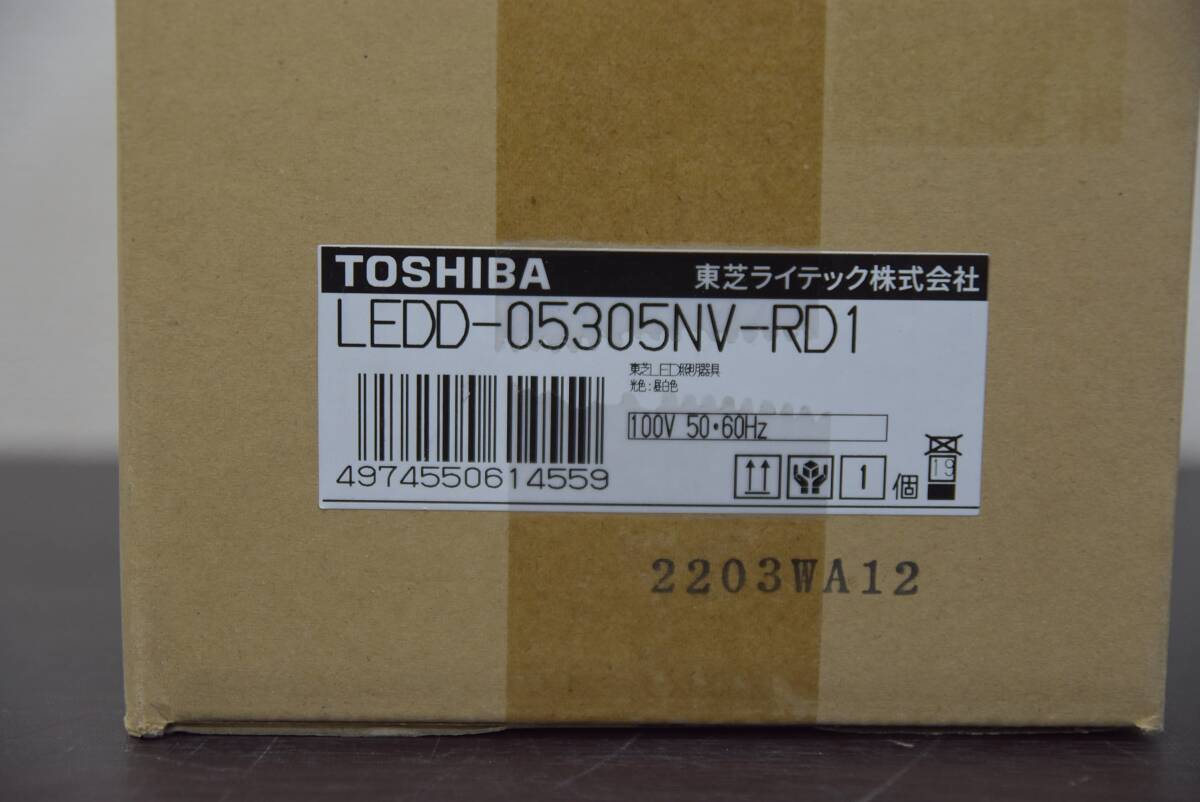 TOSHIBA 東芝ライテック株式会社
LEDD-05305NV-RD1
東芝LED照明器具
光色:昼白色
100V 50・60Hz
4974550614559
1 個
19
2203WA12